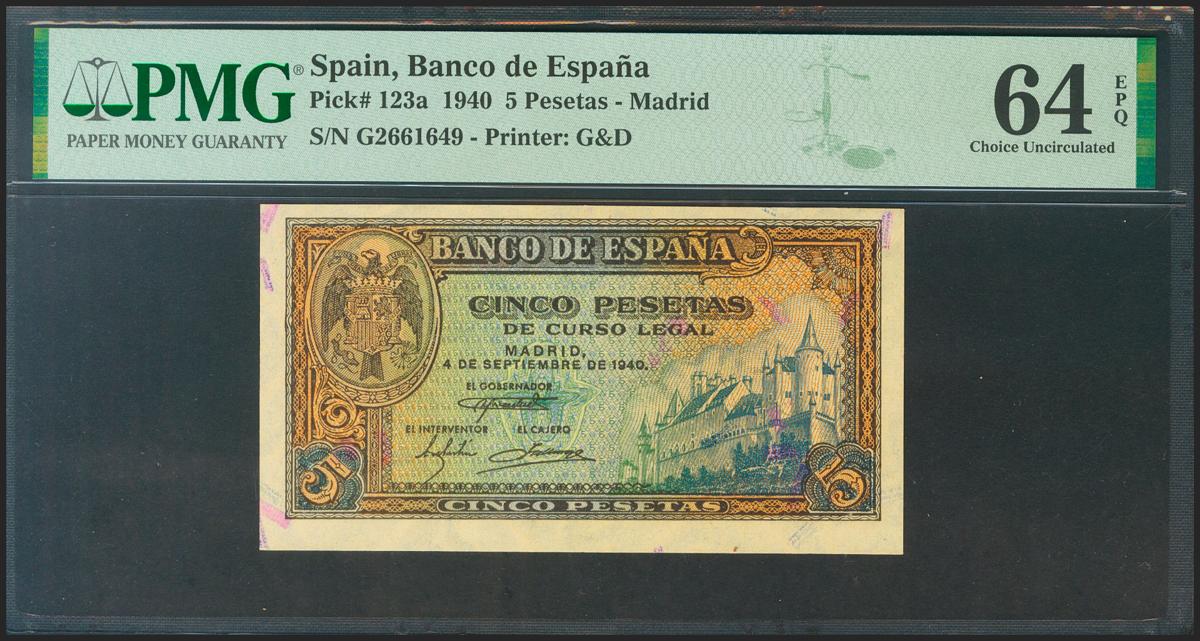 PMG®
PAPER MONEY GUARANTY
Spain, Banco de España
Pick# 123a 1940 5 Pesetas - Madrid
S/N G2661649 - Printer: G&D
64 EPQ
Choice Uncirculated
BANCO DE ESPAÑA
CINCO PESETAS
DE CURSO LEGAL
MADRID,
4 DE SEPTIEMBRE DE 1940.
EL GOBERNADOR
EL INTERVENTOR EL CAJERO
5 5
CINCO PESETAS